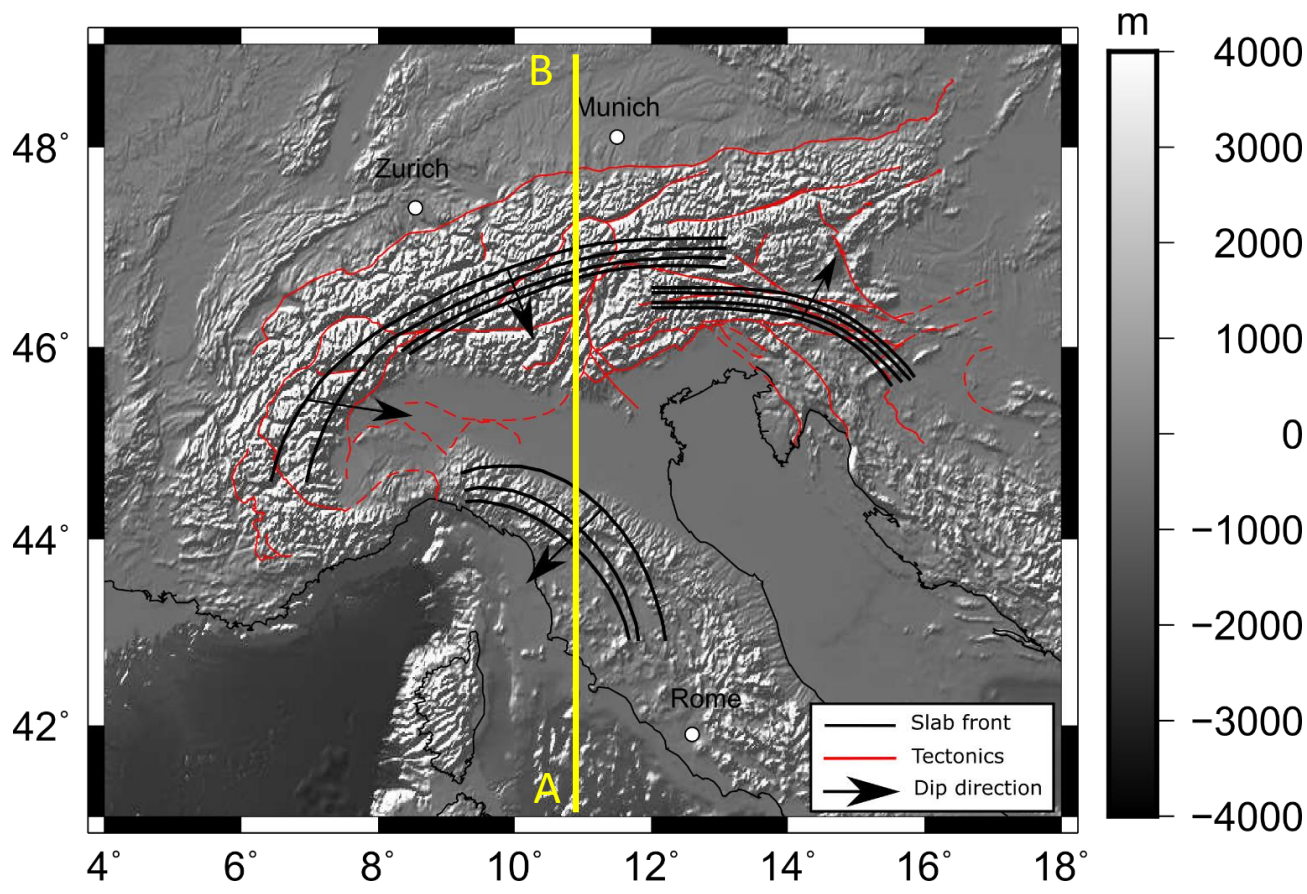 m
B
Munich
Zurich
Rome
A
Slab front
Tectonics
Dip direction
48°
46°
44°
42°
4° 6° 8° 10° 12° 14° 16° 18°
4000
3000
2000
1000
0
−1000
−2000
−3000
−4000